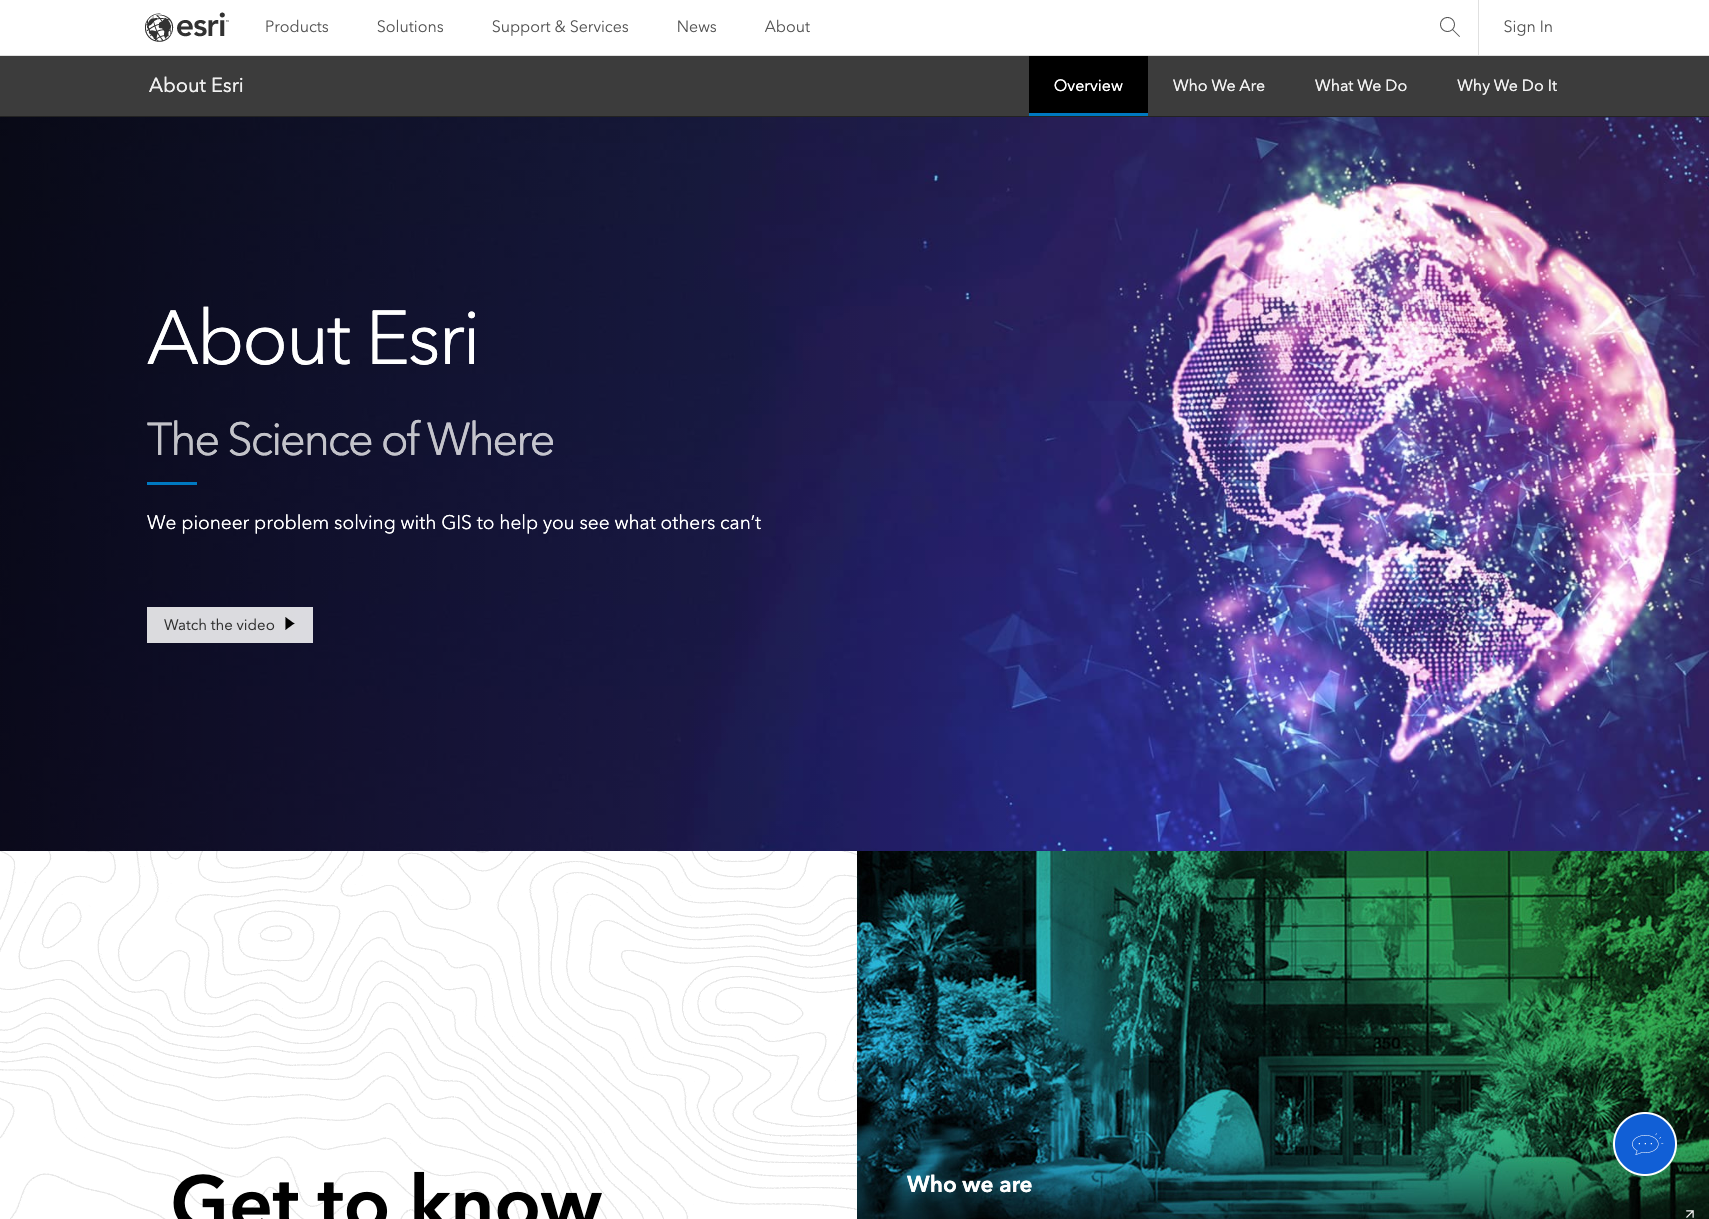 esri
Products
Solutions
Support & Services
News
About
Sign In
About Esri
Overview
Who We Are
What We Do
Why We Do It
About Esri
The Science of Where
We pioneer problem solving with GIS to help you see what others can’t
Watch the video
350
Who we are
Visitor
Get to know